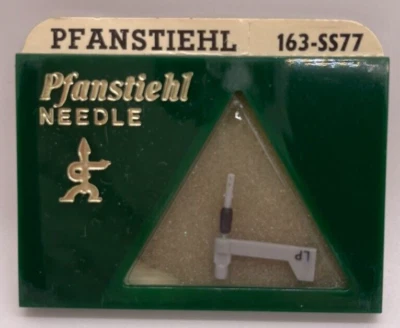 PFANSTIEHL 163-SS77
Pfanstiehl
NEEDLE
LP